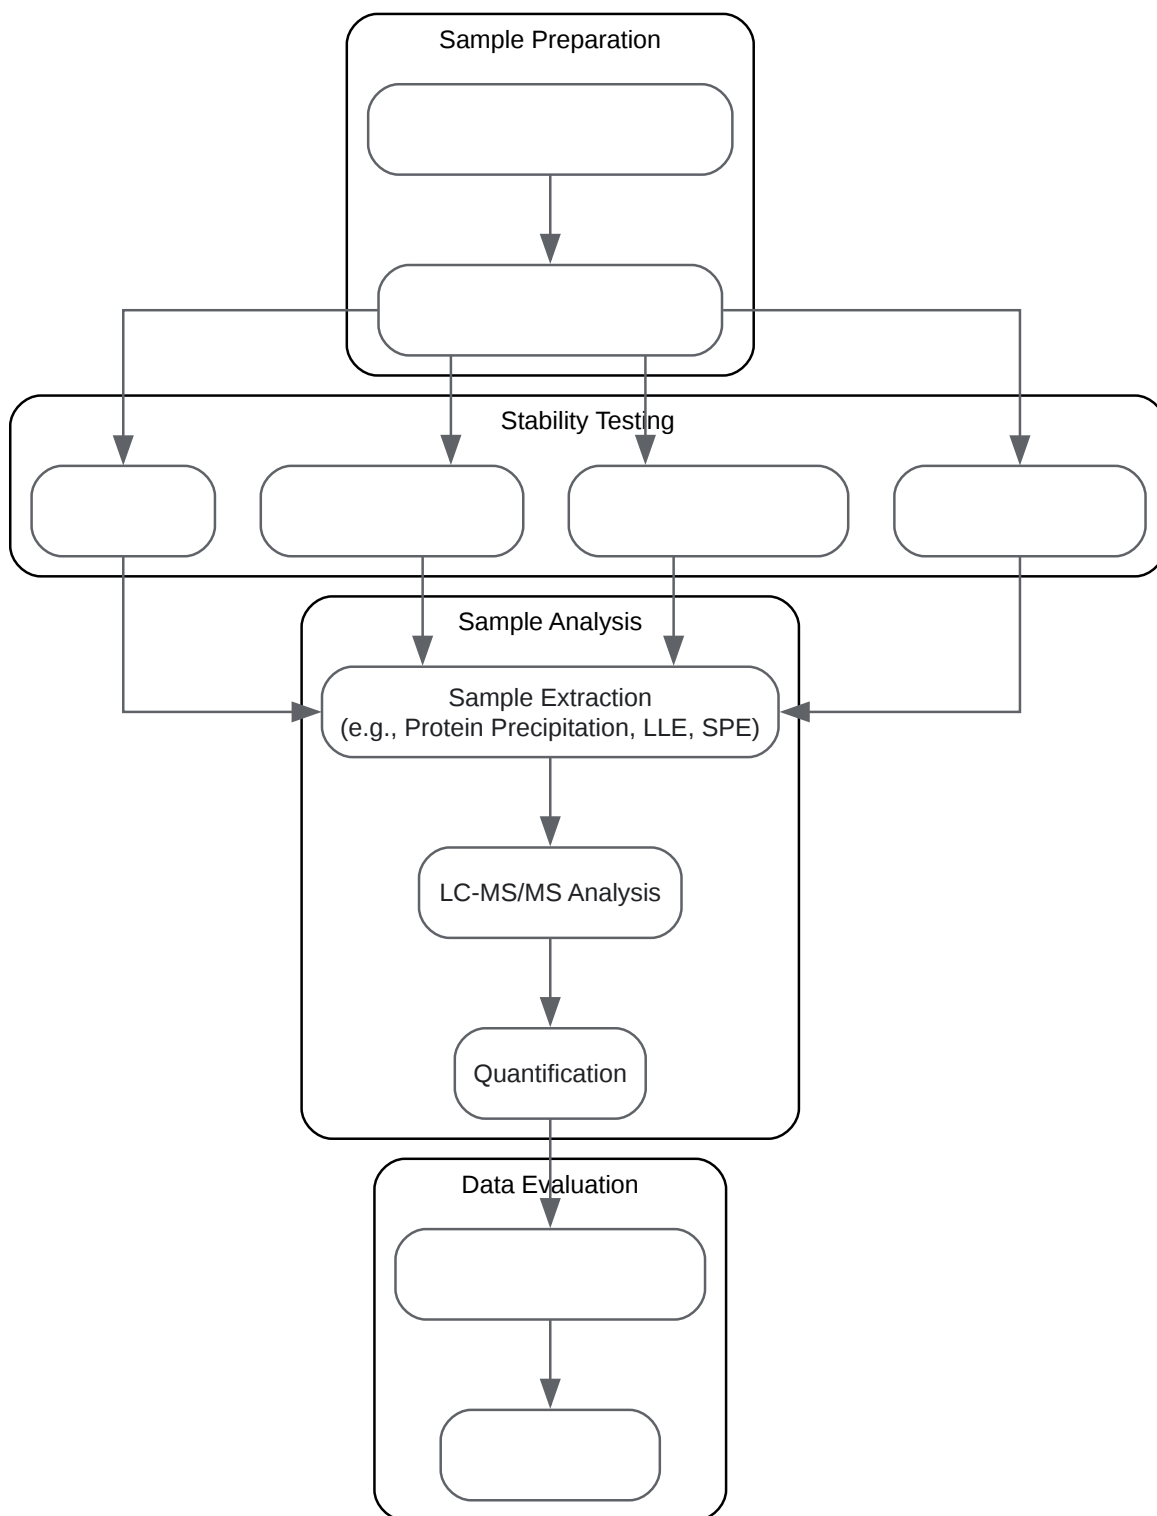 Sample Preparation
Stability Testing
Sample Analysis
Sample Extraction
(e.g., Protein Precipitation, LLE, SPE)
LC-MS/MS Analysis
Quantification
Data Evaluation